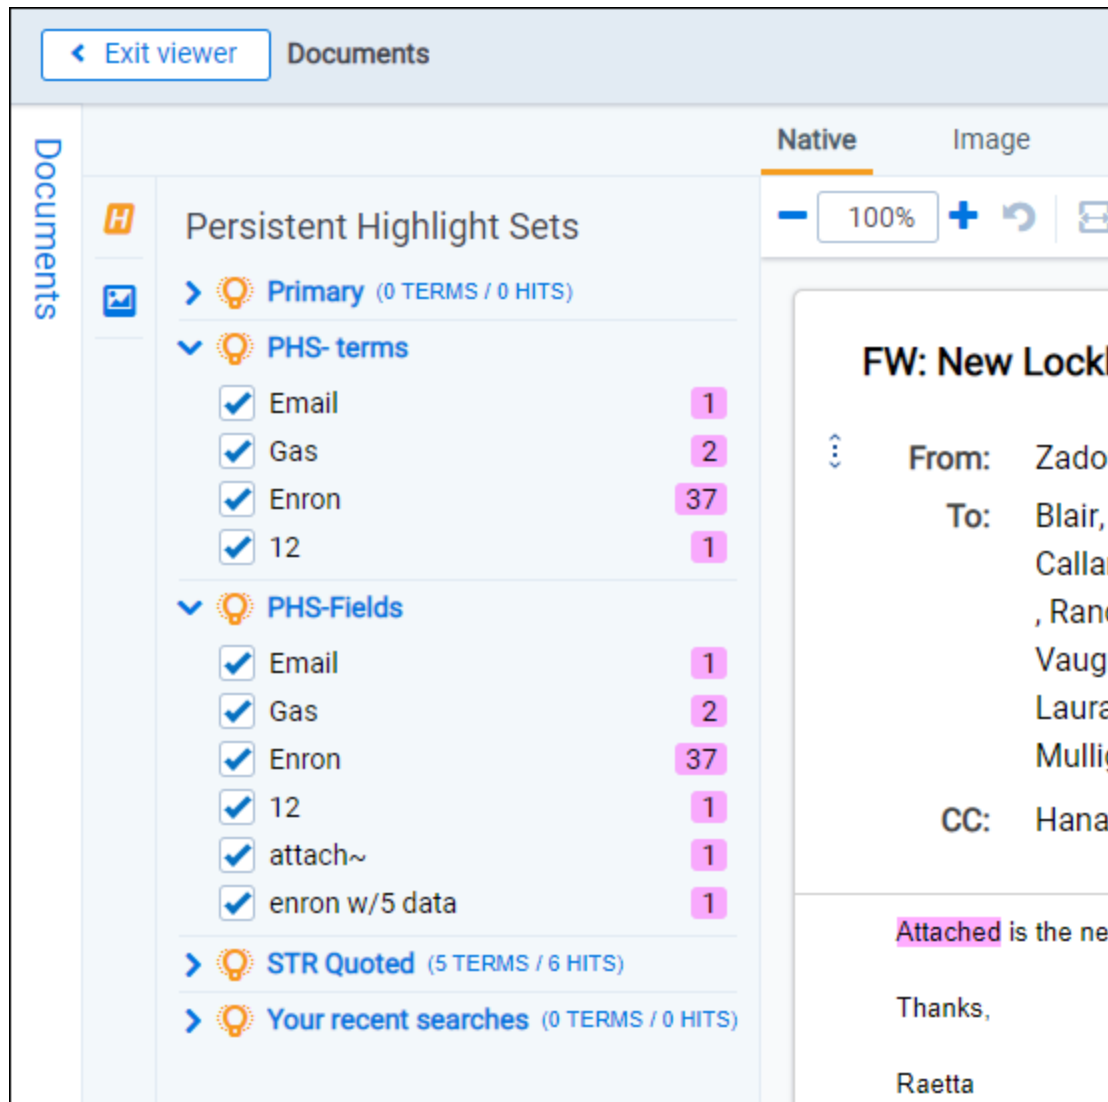 Exit viewer Documents
Documents
Native Image
H
Persistent Highlight Sets
100%
Primary (0 TERMS / 0 HITS)
PHS- terms
Email 1
Gas 2
Enron 37
12 1
PHS-Fields
Email 1
Gas 2
Enron 37
12 1
attach~ 1
enron w/5 data 1
STR Quoted (5 TERMS / 6 HITS)
Your recent searches (0 TERMS / 0 HITS)
FW: New
From:
To: Blair,
CC:
Attached is the
Thanks,
Raetta